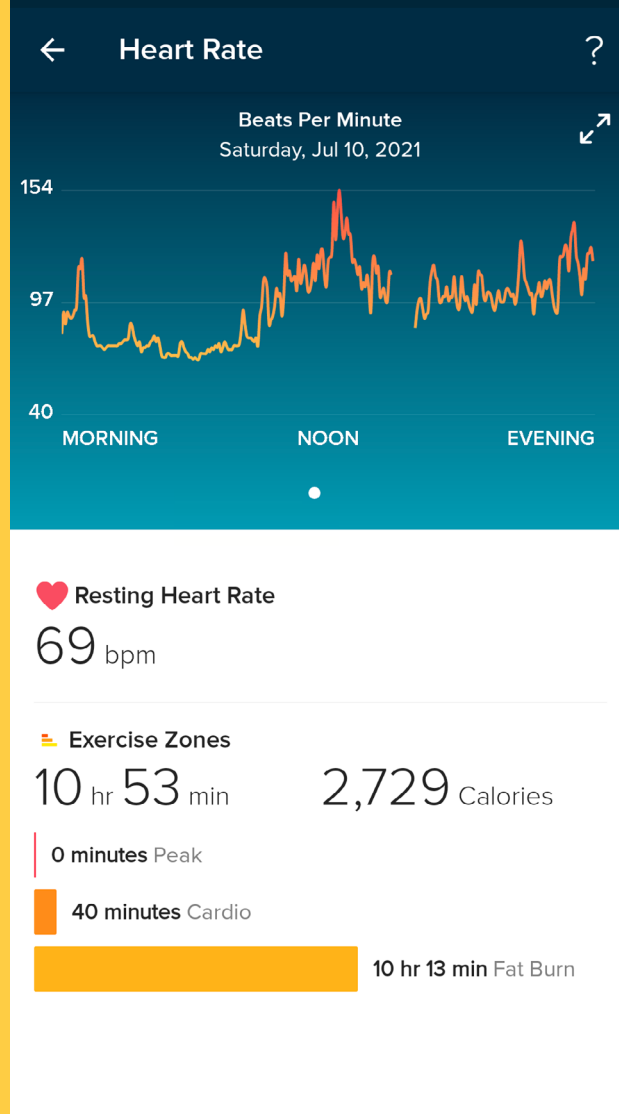 Heart Rate
?
Beats Per Minute
Saturday, Jul 10, 2021
154
97
40
MORNING NOON EVENING
Resting Heart Rate
69 bpm
Exercise Zones
10 hr 53 min 2,729 Calories
0 minutes Peak
40 minutes Cardio
10 hr 13 min Fat Burn